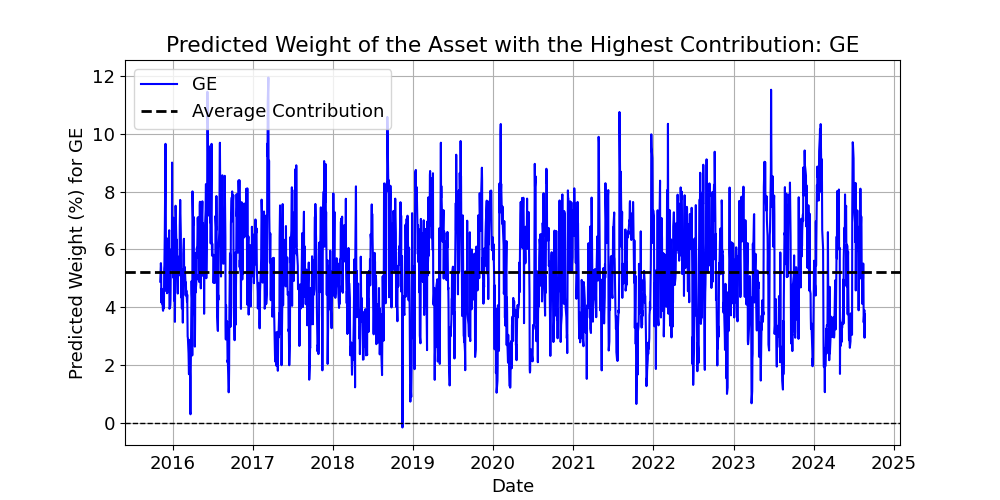 Predicted Weight of the Asset with the Highest Contribution: GE
GE
Average Contribution
Predicted Weight (%) for GE
12
10
8
6
4
2
0
2016 2017 2018 2019 2020 2021 2022 2023 2024 2025
Date